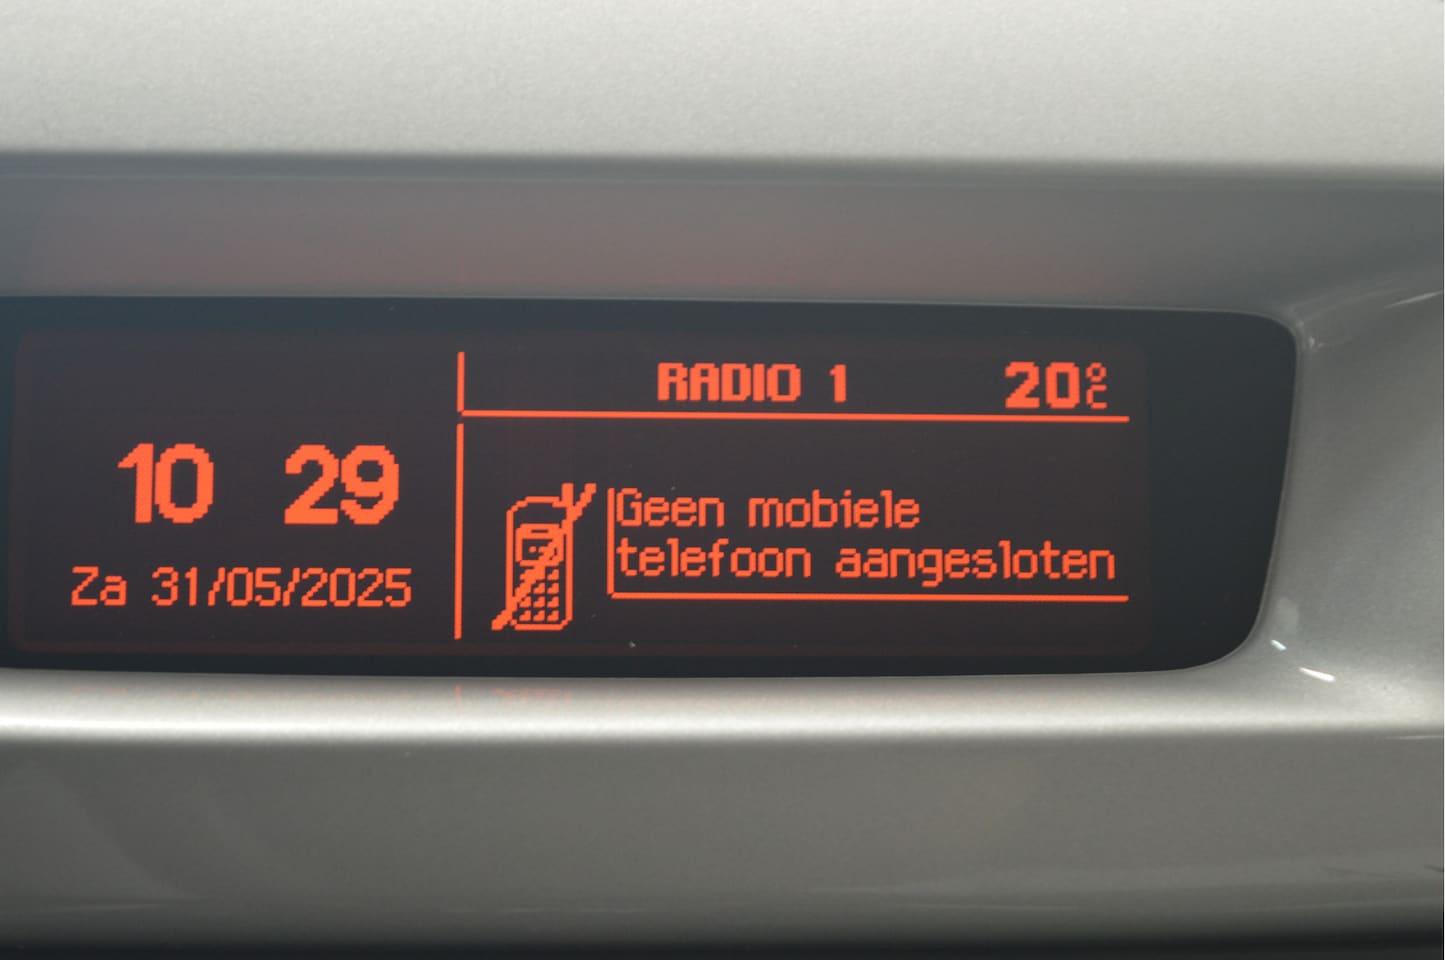 10 29
Za 31/05/2025
RADIO 1 20°C
Geen mobiele
telefoon aangesloten